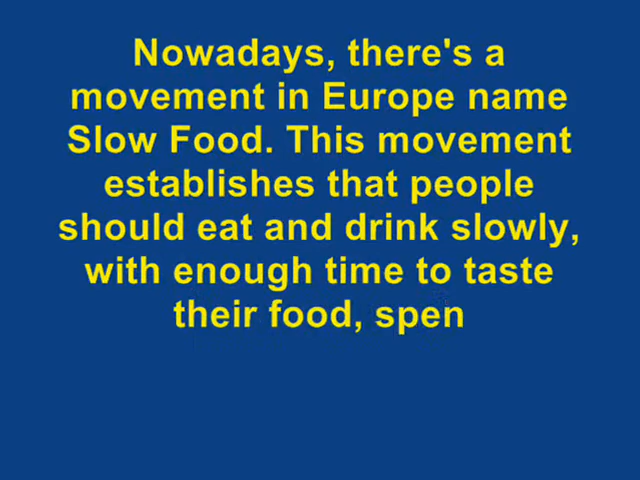 Nowadays, there's a
movement in Europe name
Slow Food. This movement
establishes that people
should eat and drink slowly,
with enough time to taste
their food, spen